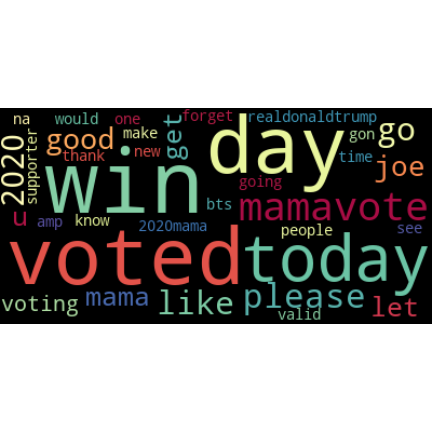 na would one get forget realdonaldtrump
2020 supporter good make day gon go
thank new time joe
win going
u amp know 2020mama bts mamavote
people see
voted today
voting mama like please valid let